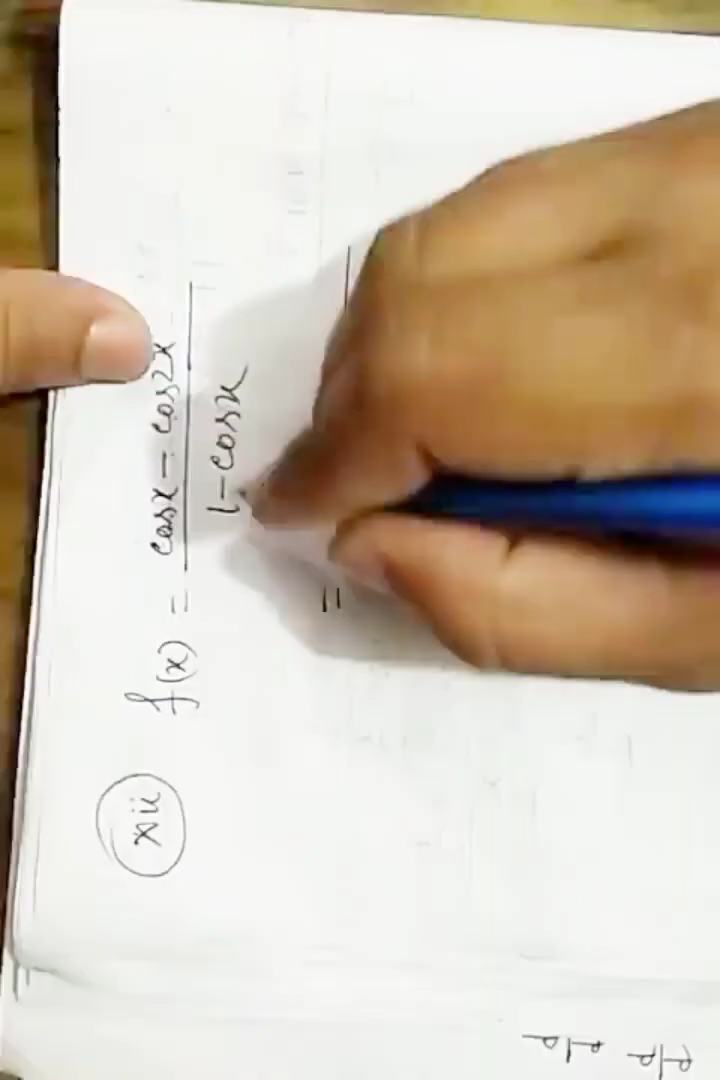 xii f(x) = cosx - cos2x / 1 - cosx
=